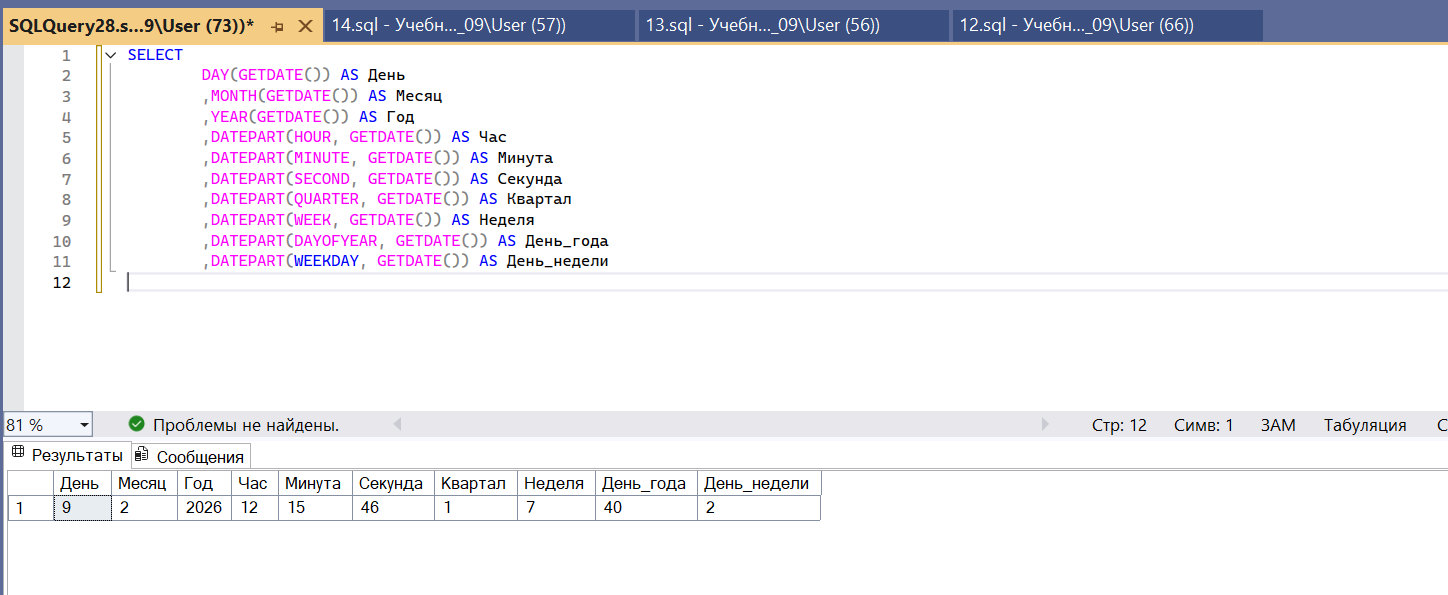 SQLQuery28.s...9\User (73))* 14.sql - Учебн..._09\User (57)) 13.sql - Учебн..._09\User (56)) 12.sql - Учебн..._09\User (66))
1 SELECT
2 DAY(GETDATE()) AS День
3 ,MONTH(GETDATE()) AS Месяц
4 ,YEAR(GETDATE()) AS Год
5 ,DATEPART(HOUR, GETDATE()) AS Час
6 ,DATEPART(MINUTE, GETDATE()) AS Минута
7 ,DATEPART(SECOND, GETDATE()) AS Секунда
8 ,DATEPART(QUARTER, GETDATE()) AS Квартал
9 ,DATEPART(WEEK, GETDATE()) AS Неделя
10 ,DATEPART(DAYOFYEAR, GETDATE()) AS День_года
11 ,DATEPART(WEEKDAY, GETDATE()) AS День_недели
12
81 % Проблемы не найдены. Стр: 12 Симв: 1 ЗАМ Табуляция
Результаты Сообщения
День Месяц Год Час Минута Секунда Квартал Неделя День_года День_недели
1 9 2 2026 12 15 46 1 7 40 2